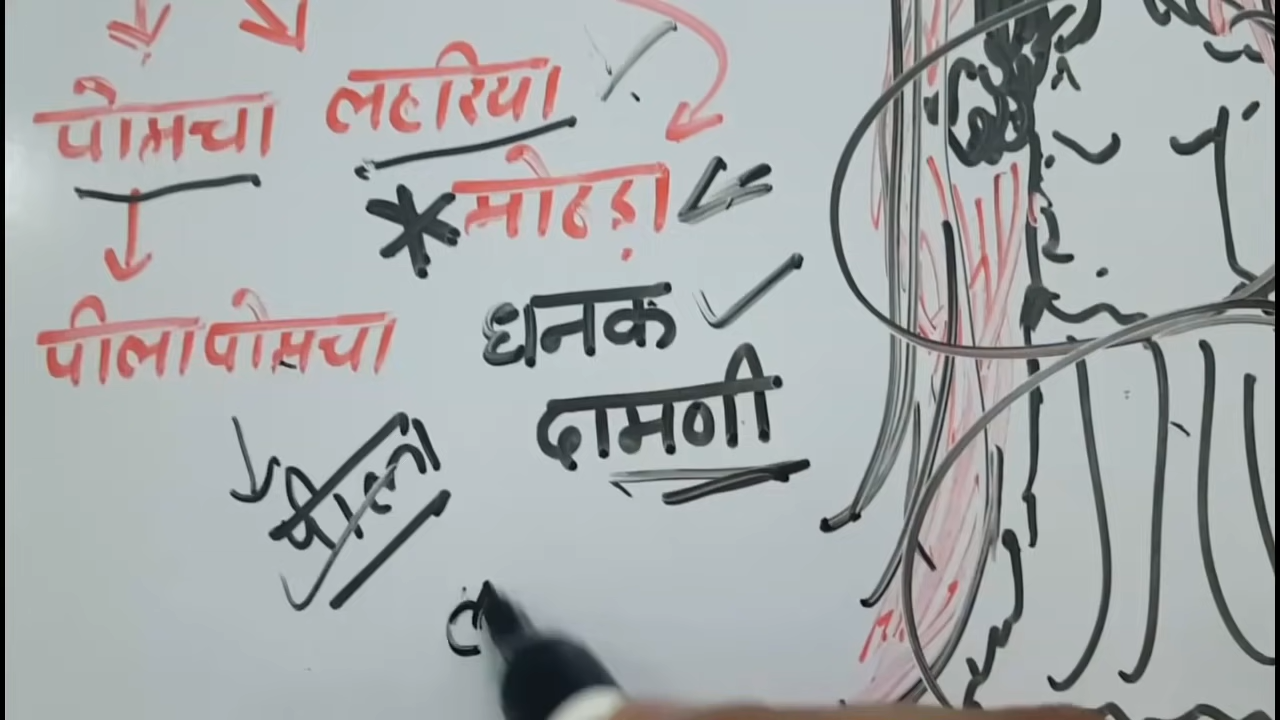 पोमचा लहरिया
मोठड़ा
पीला पोमचा
धनक
दामणी
पीला